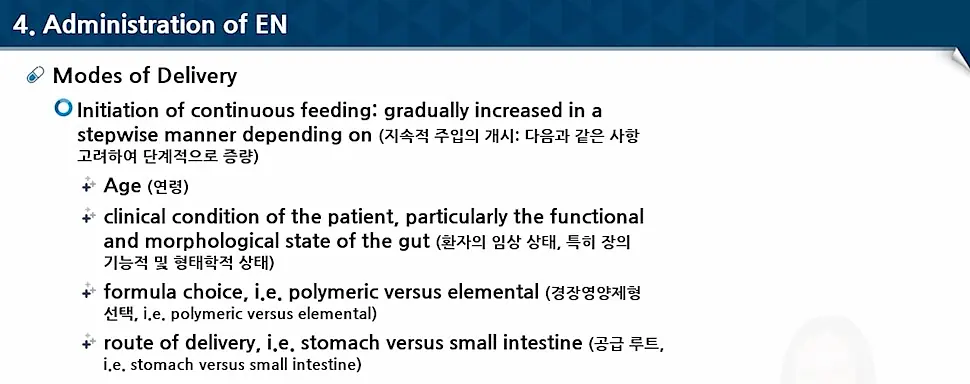 4. Administration of EN
Modes of Delivery
Initiation of continuous feeding: gradually increased in a
stepwise manner depending on (지속적 주입의 개시: 다음과 같은 사항
고려하여 단계적으로 증량)
Age (연령)
clinical condition of the patient, particularly the functional
and morphological state of the gut (환자의 임상 상태, 특히 장의
기능적 및 형태학적 상태)
formula choice, i.e. polymeric versus elemental (경장영양제형
선택, i.e. polymeric versus elemental)
route of delivery, i.e. stomach versus small intestine (공급 루트,
i.e. stomach versus small intestine)